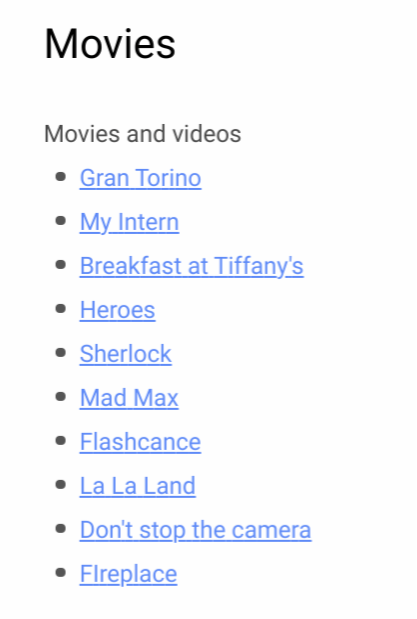 Movies
Movies and videos
Gran Torino
My Intern
Breakfast at Tiffany's
Heroes
Sherlock
Mad Max
Flashcance
La La Land
Don't stop the camera
FIreplace